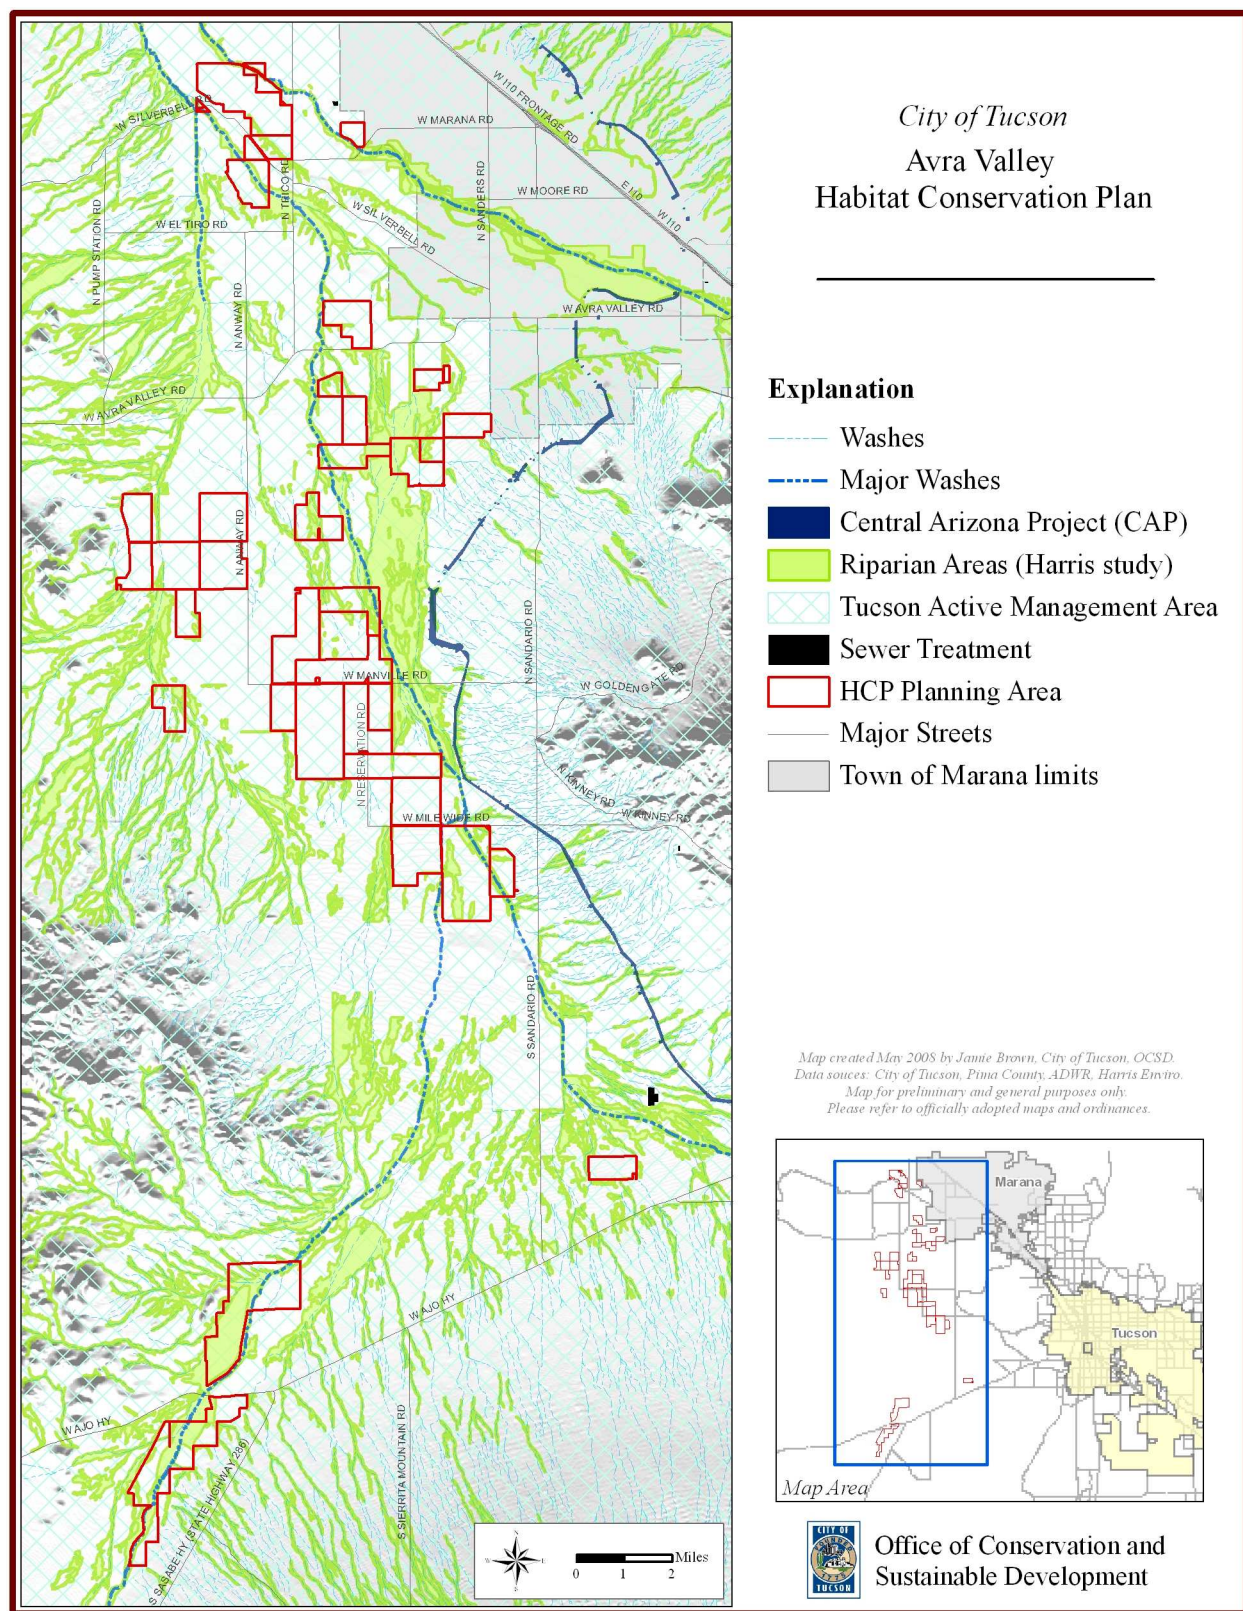 City of Tucson
Avra Valley
Habitat Conservation Plan
Explanation
Washes
Major Washes
Central Arizona Project (CAP)
Riparian Areas (Harris study)
Tucson Active Management Area
Sewer Treatment
HCP Planning Area
Major Streets
Town of Marana limits
Map created May 2008 by Jamie Brown, City of Tucson, OCSD.
Data souces: City of Tucson, Pima County, ADWR, Harris Enviro.
Map for preliminary and general purposes only.
Please refer to officially adopted maps and ordinances.
Marana
Tucson
Map Area
CITY OF
TUCSON
Office of Conservation and
Sustainable Development
W I10 FRONTAGE RD
W SILVERBELL RD
W MARANA RD
N TRICO RD
N SANDERS RD
W MOORE RD
E I10
W I10
N PUMP STATION RD
W EL TIRO RD
W SILVERBELL RD
N ANWAY RD
W AVRA VALLEY RD
W AVRA VALLEY RD
N ANWAY RD
N SANDARIO RD
W MANVILLE RD
W GOLDEN GATE RD
N RESERVATION RD
N KINNEY RD
W KINNEY RD
W MILE WIDE RD
S SANDARIO RD
W AJO HY
W AJO HY
S SIERRITA MOUNTAIN RD
S SASABE HY (STATE HIGHWAY 286)
N
W
E
S
0 1 2
Miles